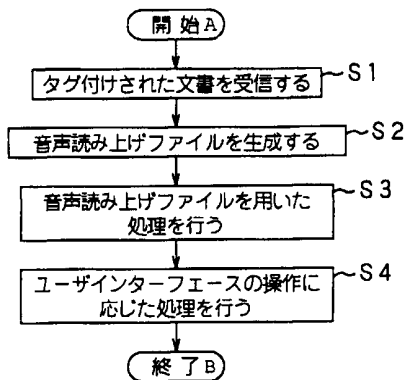 開始A
タグ付けされた文書を受信する
S1
音声読み上げファイルを生成する
S2
音声読み上げファイルを用いた
処理を行う
S3
ユーザインターフェースの操作に
応じた処理を行う
S4
終了B